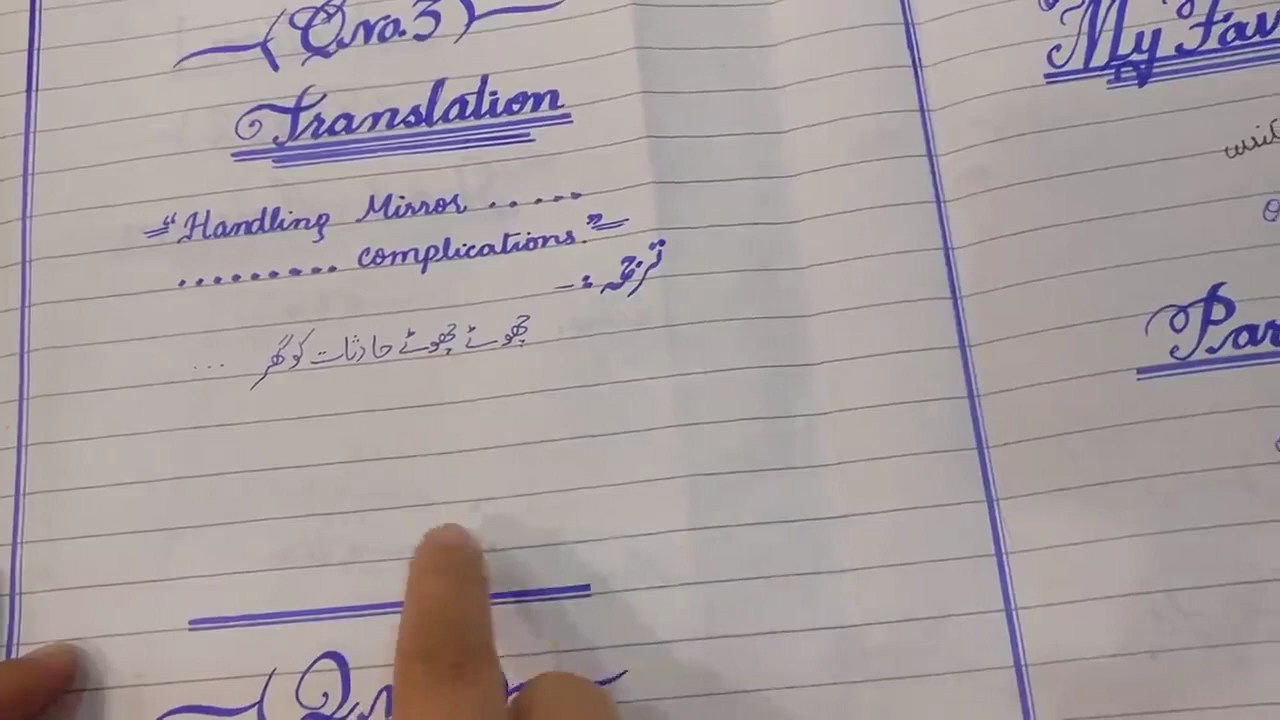 (Q.no.3)
Translation
"Handling Mirror .....
......... complications."
ترجمہ :-
چھوٹے چھوٹے حادثات کو گھر ...
My Fav
Par